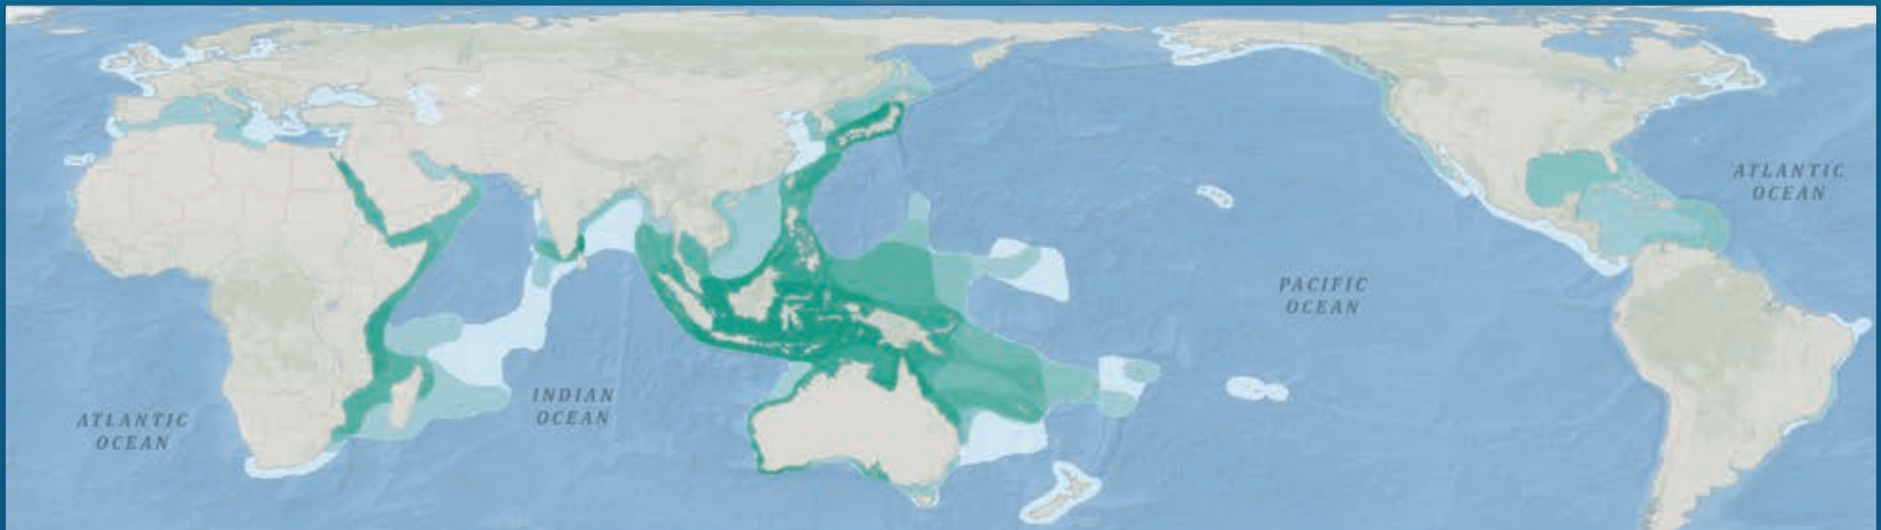 ATLANTIC
OCEAN
PACIFIC
OCEAN
INDIAN
OCEAN
ATLANTIC
OCEAN